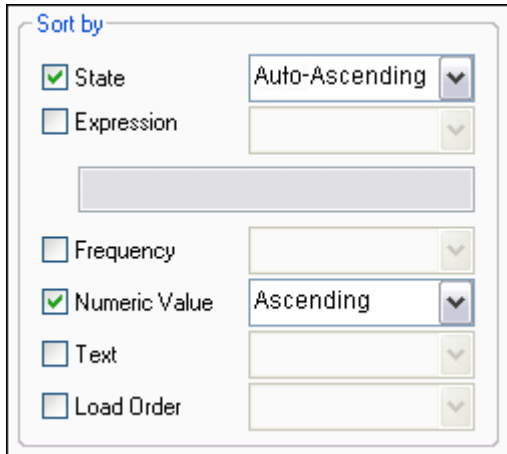 Sort by
State Auto-Ascending
Expression
Frequency
Numeric Value Ascending
Text
Load Order